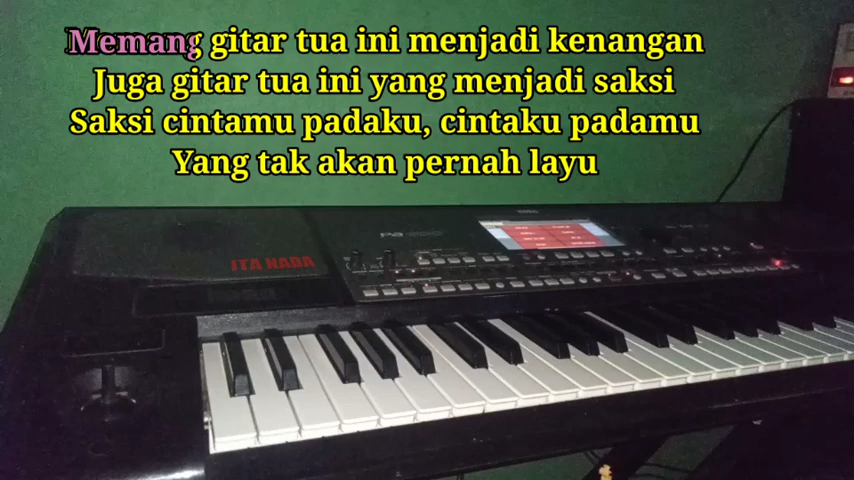 Memang gitar tua ini menjadi kenangan
Juga gitar tua ini yang menjadi saksi
Saksi cintamu padaku, cintaku padamu
Yang tak akan pernah layu
ITA NADA